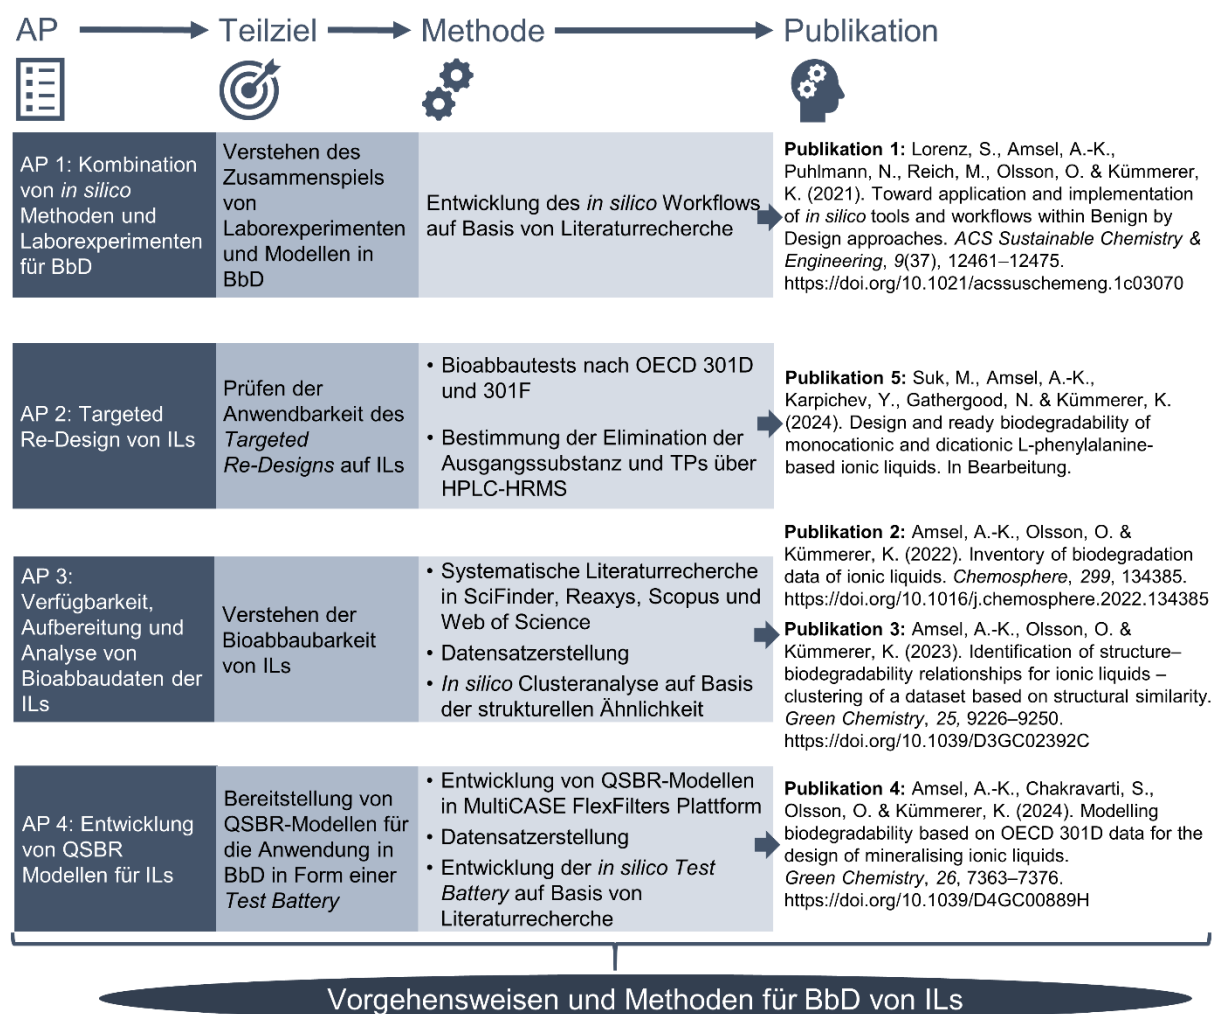 AP
Teilziel
Methode
Publikation
AP 1: Kombination
von in silico
Methoden und
Laborexperimenten
für BbD
Verstehen des
Zusammenspiels
von
Laborexperimenten
und Modellen in
BbD
Entwicklung des in silico Workflows
auf Basis von Literaturrecherche
Publikation 1: Lorenz, S., Amsel, A.-K.,
Puhlmann, N., Reich, M., Olsson, O. & Kümmerer,
K. (2021). Toward application and implementation
of in silico tools and workflows within Benign by
Design approaches. ACS Sustainable Chemistry &
Engineering, 9(37), 12461–12475.
https://doi.org/10.1021/acssuschemeng.1c03070
AP 2: Targeted
Re-Design von ILs
Prüfen der
Anwendbarkeit des
Targeted
Re-Designs auf ILs
• Bioabbautests nach OECD 301D
und 301F
• Bestimmung der Elimination der
Ausgangssubstanz und TPs über
HPLC-HRMS
Publikation 5: Suk, M., Amsel, A.-K.,
Karpichev, Y., Gathergood, N. & Kümmerer, K.
(2024). Design and ready biodegradability of
monocationic and dicationic L-phenylalanine-
based ionic liquids. In Bearbeitung.
AP 3:
Verfügbarkeit,
Aufbereitung und
Analyse von
Bioabbaudaten der
ILs
Verstehen der
Bioabbaubarkeit
von ILs
• Systematische Literaturrecherche
in SciFinder, Reaxys, Scopus und
Web of Science
• Datensatzerstellung
• In silico Clusteranalyse auf Basis
der strukturellen Ähnlichkeit
Publikation 2: Amsel, A.-K., Olsson, O. &
Kümmerer, K. (2022). Inventory of biodegradation
data of ionic liquids. Chemosphere, 299, 134385.
https://doi.org/10.1016/j.chemosphere.2022.134385
Publikation 3: Amsel, A.-K., Olsson, O. &
Kümmerer, K. (2023). Identification of structure–
biodegradability relationships for ionic liquids –
clustering of a dataset based on structural similarity.
Green Chemistry, 25, 9226–9250.
https://doi.org/10.1039/D3GC02392C
AP 4: Entwicklung
von QSBR
Modellen für ILs
Bereitstellung von
QSBR-Modellen für
die Anwendung in
BbD in Form einer
Test Battery
• Entwicklung von QSBR-Modellen
in MultiCASE FlexFilters Plattform
• Datensatzerstellung
• Entwicklung der in silico Test
Battery auf Basis von
Literaturrecherche
Publikation 4: Amsel, A.-K., Chakravarti, S.,
Olsson, O. & Kümmerer, K. (2024). Modelling
biodegradability based on OECD 301D data for the
design of mineralising ionic liquids.
Green Chemistry, 26, 7363–7376.
https://doi.org/10.1039/D4GC00889H
Vorgehensweisen und Methoden für BbD von ILs